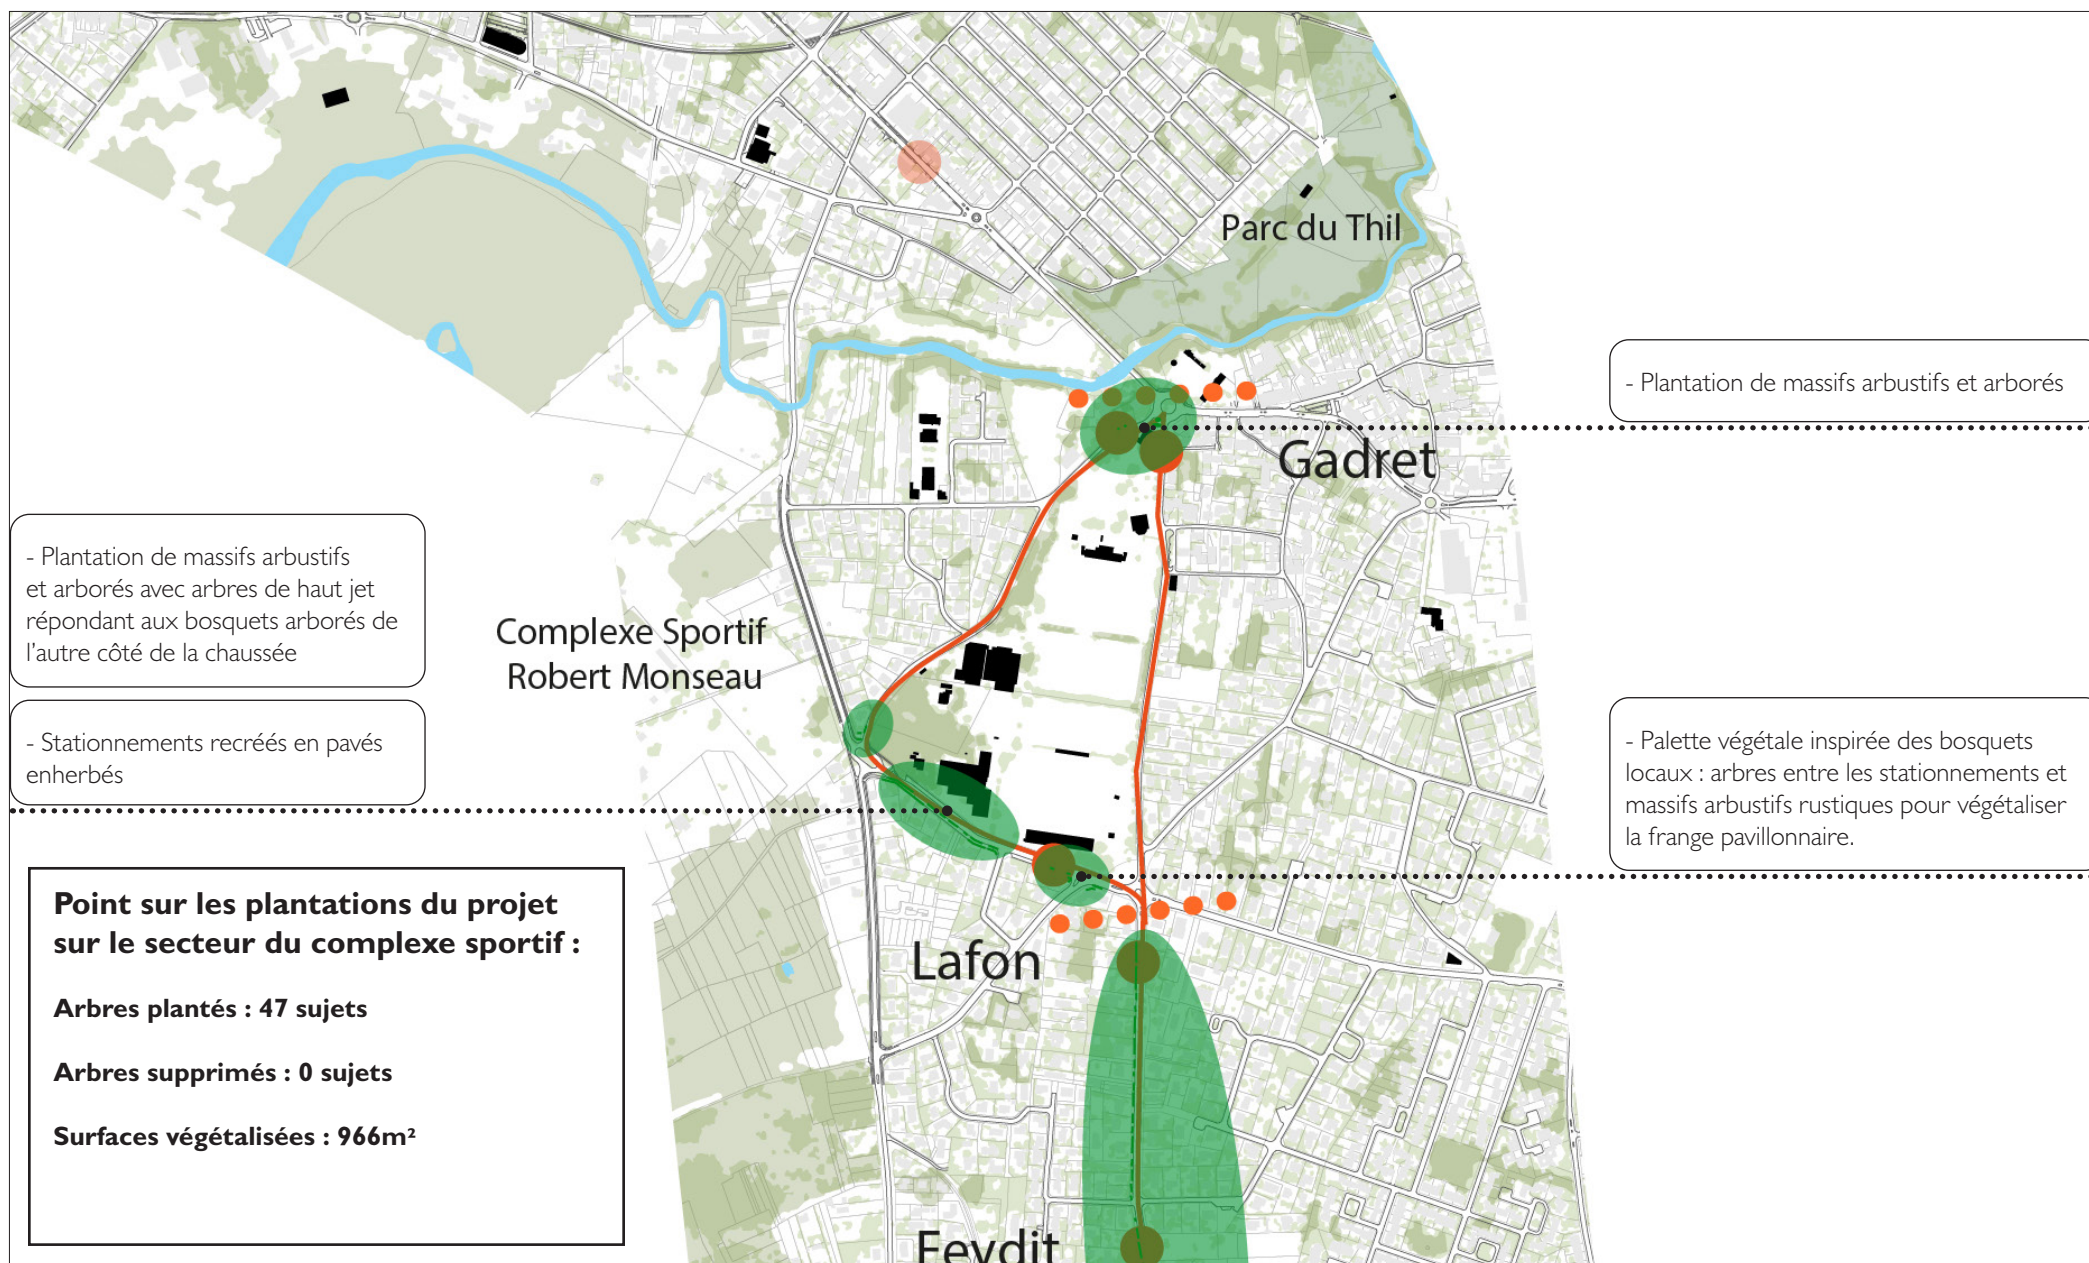 Parc du Thil
- Plantation de massifs arbustifs et arborés
Gadret
- Plantation de massifs arbustifs
et arborés avec arbres de haut jet
répondant aux bosquets arborés de
l'autre côté de la chaussée
Complexe Sportif
Robert Monseau
- Stationnements recréés en pavés
enherbés
- Palette végétale inspirée des bosquets
locaux : arbres entre les stationnements et
massifs arbustifs rustiques pour végétaliser
la frange pavillonnaire.
Point sur les plantations du projet
sur le secteur du complexe sportif :
Arbres plantés : 47 sujets
Arbres supprimés : 0 sujets
Surfaces végétalisées : 966m²
Lafon
Feydit